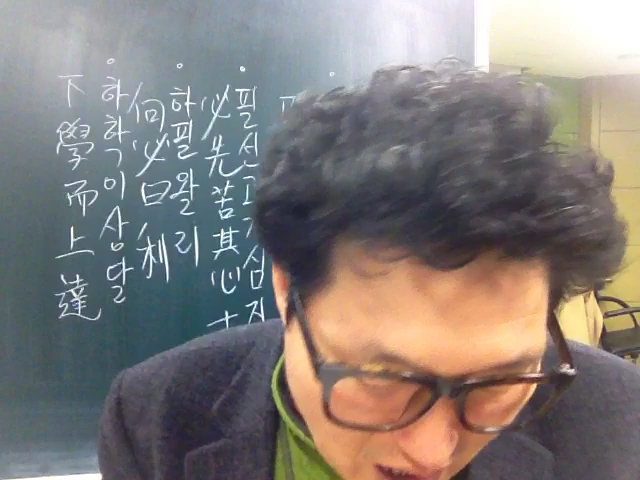 필선고기심지
必先苦其心
하필왈리
何必曰利
하학이상달
下學而上達